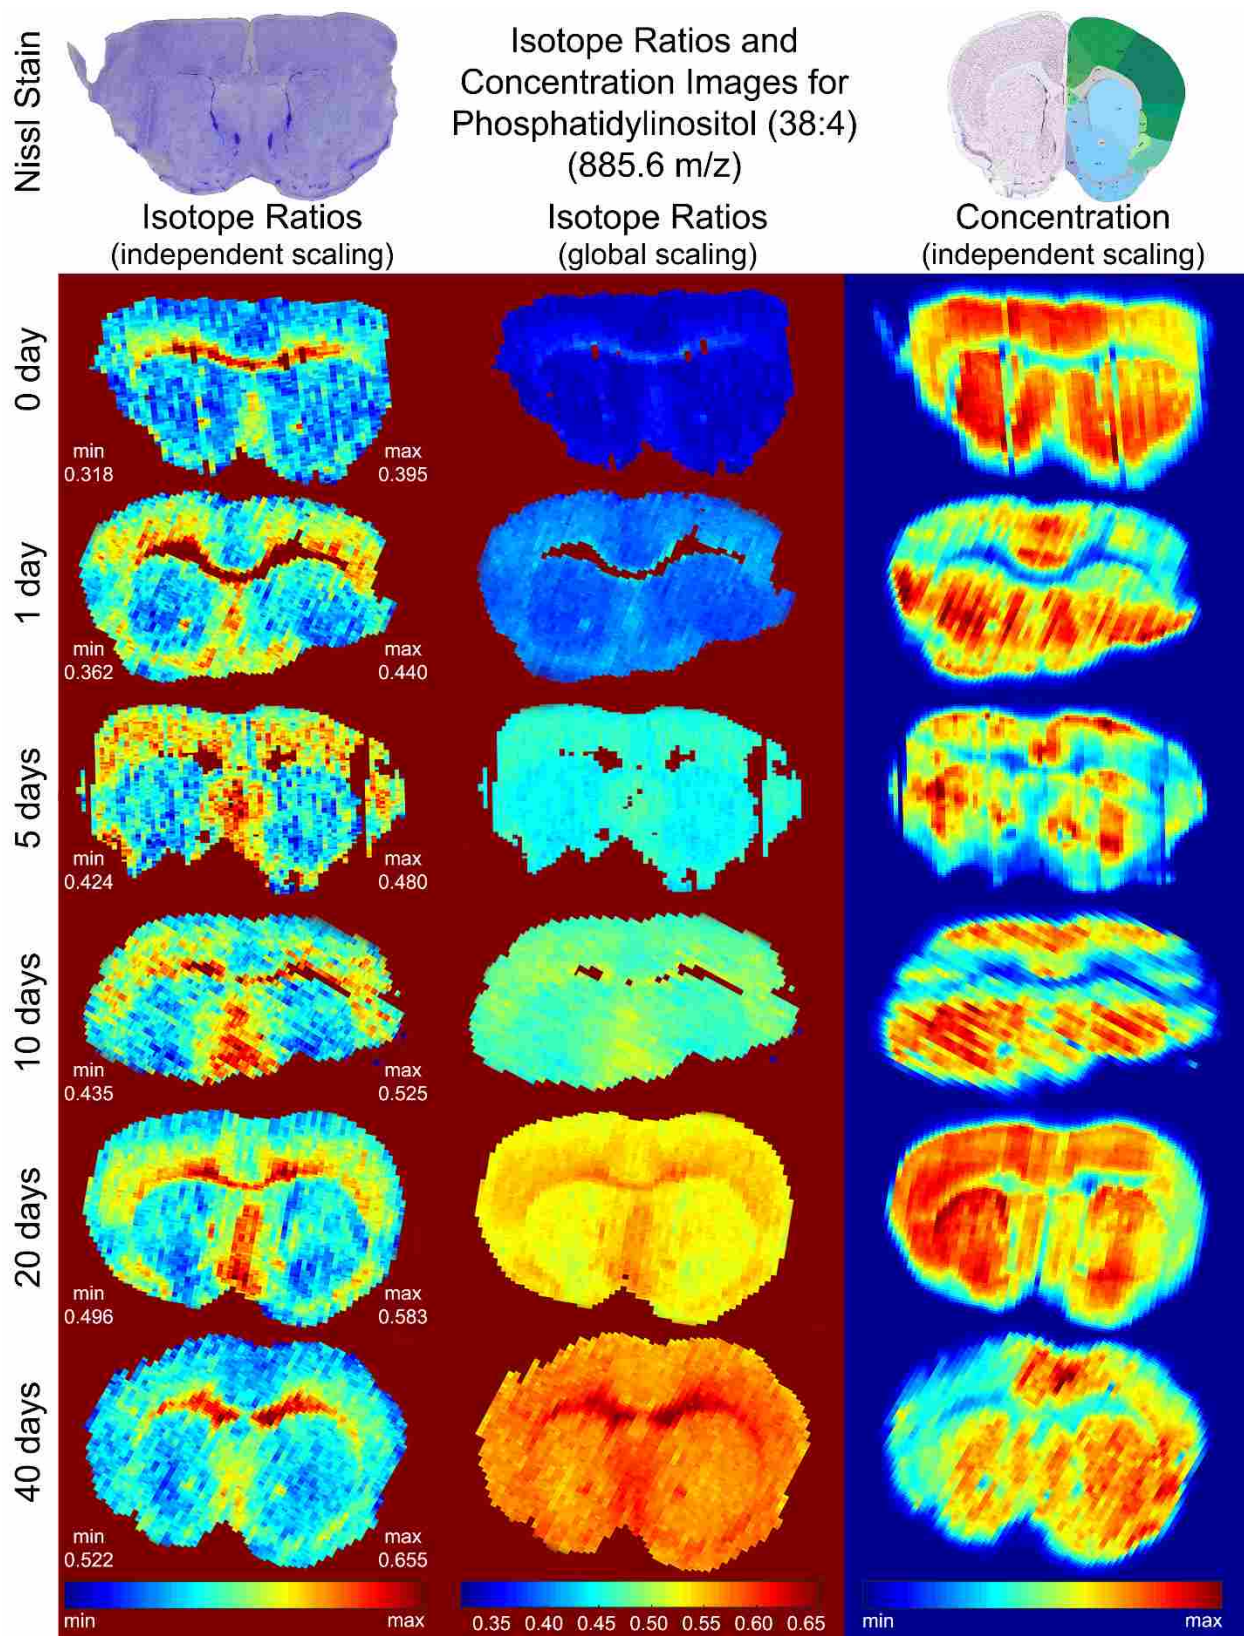 Nissl Stain
Isotope Ratios and
Concentration Images for
Phosphatidylinositol (38:4)
(885.6 m/z)
Isotope Ratios
(independent scaling)
Isotope Ratios
(global scaling)
Concentration
(independent scaling)
0 day
min
0.318
max
0.395
1 day
min
0.362
max
0.440
5 days
min
0.424
max
0.480
10 days
min
0.435
max
0.525
20 days
min
0.496
max
0.583
40 days
min
0.522
max
0.655
min
max
0.35 0.40 0.45 0.50 0.55 0.60 0.65
min
max